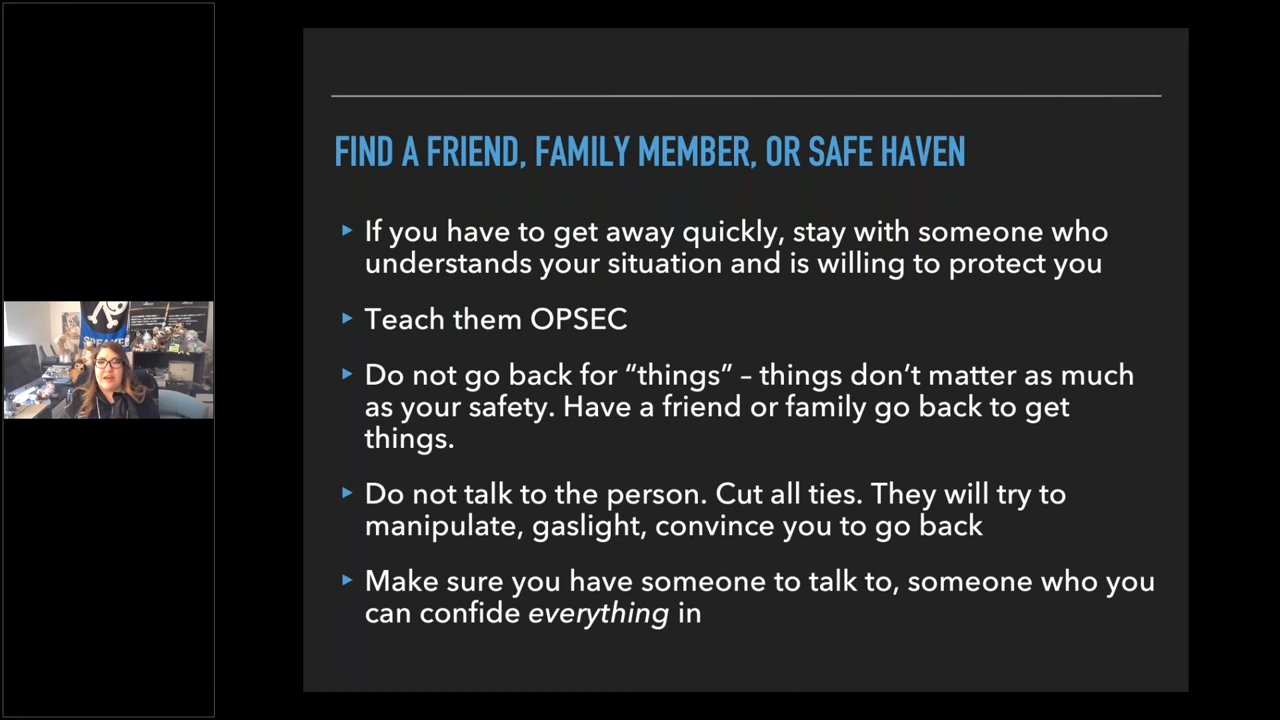 FIND A FRIEND, FAMILY MEMBER, OR SAFE HAVEN
If you have to get away quickly, stay with someone who
understands your situation and is willing to protect you
Teach them OPSEC
Do not go back for “things” – things don’t matter as much
as your safety. Have a friend or family go back to get
things.
Do not talk to the person. Cut all ties. They will try to
manipulate, gaslight, convince you to go back
Make sure you have someone to talk to, someone who you
can confide everything in
SPEAKER